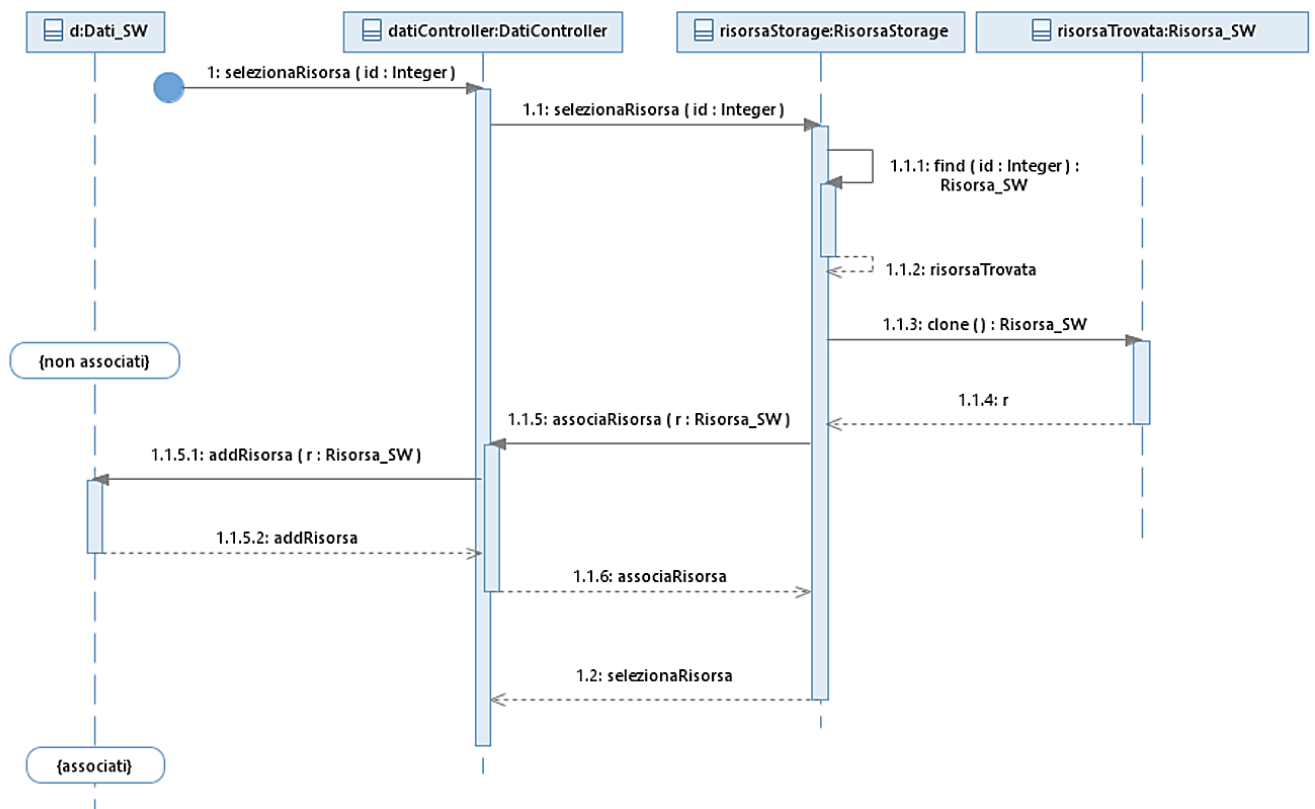 d:Dati_SW
datiController:DatiController
risorsaStorage:RisorsaStorage
risorsaTrovata:Risorsa_SW
1: selezionaRisorsa ( id : Integer )
1.1: selezionaRisorsa ( id : Integer )
1.1.1: find ( id : Integer ) :
Risorsa_SW
1.1.2: risorsaTrovata
1.1.3: clone () : Risorsa_SW
{non associati}
1.1.4: r
1.1.5: associaRisorsa ( r : Risorsa_SW )
1.1.5.1: addRisorsa ( r : Risorsa_SW )
1.1.5.2: addRisorsa
1.1.6: associaRisorsa
1.2: selezionaRisorsa
{associati}